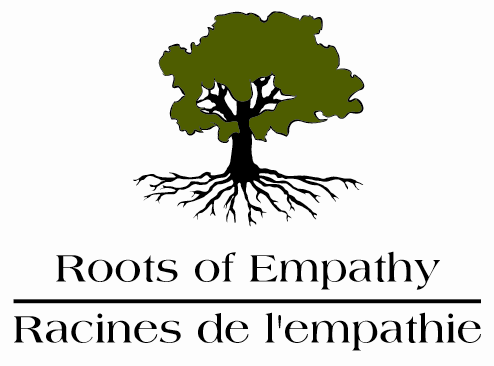 Roots of Empathy
Racines de l'empathie